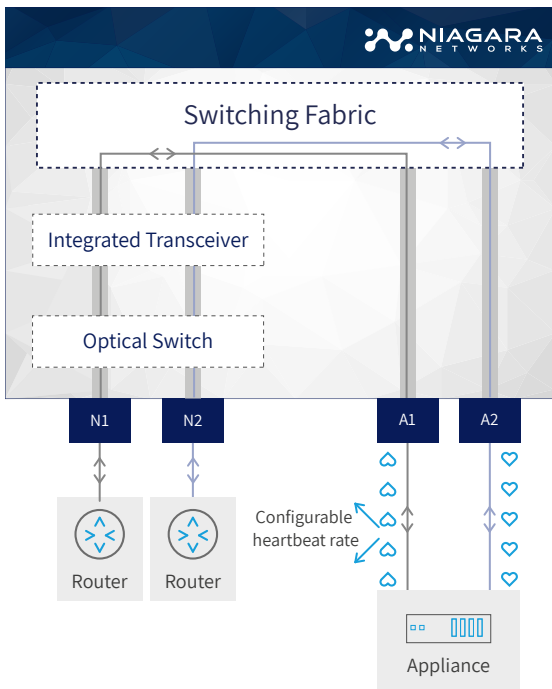 NIAGARA
NETWORKS
Switching Fabric
Integrated Transceiver
Optical Switch
N1
N2
A1
A2
Configurable
heartbeat rate
Router
Router
Appliance